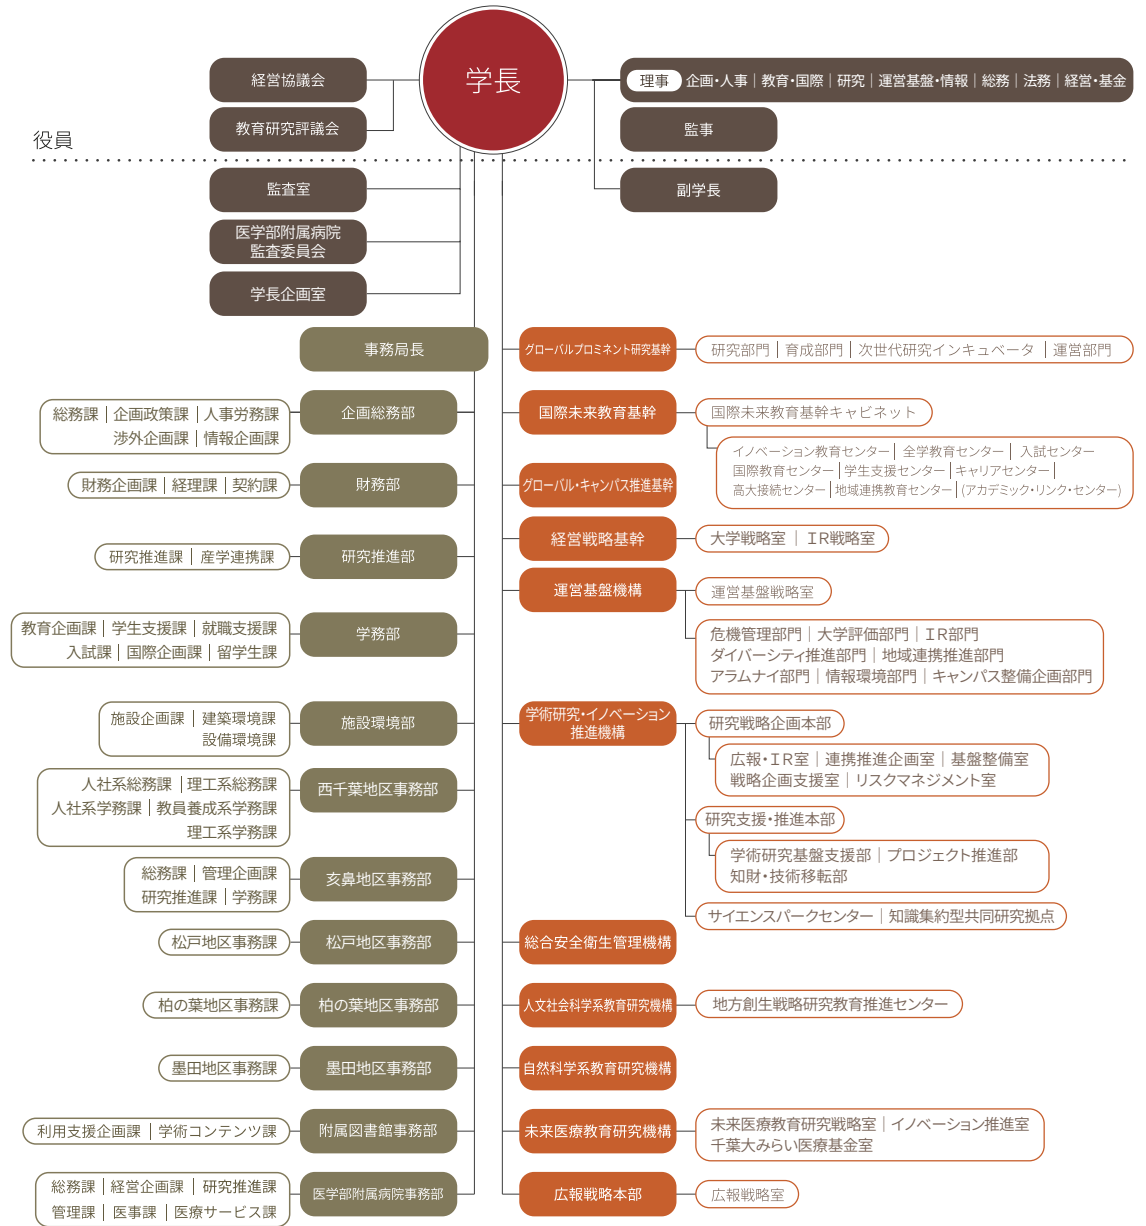 学長
経営協議会
教育研究評議会
理事 企画・人事｜教育・国際｜研究｜運営基盤・情報｜総務｜法務｜経営・基金
監事
役員
監査室
医学部附属病院
監査委員会
学長企画室
副学長
事務局長
企画総務部
総務課｜企画政策課｜人事労務課
渉外企画課｜情報企画課
財務部
財務企画課｜経理課｜契約課
研究推進部
研究推進課｜産学連携課
学務部
教育企画課｜学生支援課｜就職支援課
入試課｜国際企画課｜留学生課
施設環境部
施設企画課｜建築環境課
設備環境課
西千葉地区事務部
人社系総務課｜理工系総務課
人社系学務課｜教員養成系学務課
理工系学務課
亥鼻地区事務部
総務課｜管理企画課
研究推進課｜学務課
松戸地区事務部
松戸地区事務課
柏の葉地区事務部
柏の葉地区事務課
墨田地区事務部
墨田地区事務課
附属図書館事務部
利用支援企画課｜学術コンテンツ課
医学部附属病院事務部
総務課｜経営企画課｜研究推進課
管理課｜医事課｜医療サービス課
グローバルプロミネント研究基幹
研究部門｜育成部門｜次世代研究インキュベータ｜運営部門
国際未来教育基幹
国際未来教育基幹キャビネット
イノベーション教育センター｜全学教育センター｜入試センター
国際教育センター｜学生支援センター｜キャリアセンター｜
高大接続センター｜地域連携教育センター｜(アカデミック・リンク・センター)
グローバル・キャンパス推進基幹
経営戦略基幹
大学戦略室｜ＩＲ戦略室
運営基盤機構
運営基盤戦略室
危機管理部門｜大学評価部門｜ＩＲ部門
ダイバーシティ推進部門｜地域連携推進部門
アラムナイ部門｜情報環境部門｜キャンパス整備企画部門
学術研究・イノベーション
推進機構
研究戦略企画本部
広報・ＩＲ室｜連携推進企画室｜基盤整備室
戦略企画支援室｜リスクマネジメント室
研究支援・推進本部
学術研究基盤支援部｜プロジェクト推進部
知財・技術移転部
サイエンスパークセンター｜知識集約型共同研究拠点
総合安全衛生管理機構
人文社会科学系教育研究機構
地方創生戦略研究教育推進センター
自然科学系教育研究機構
未来医療教育研究機構
未来医療教育研究戦略室｜イノベーション推進室
千葉大みらい医療基金室
広報戦略本部
広報戦略室